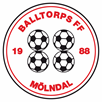 BALLTORPS FF
19 88
MÖLNDAL